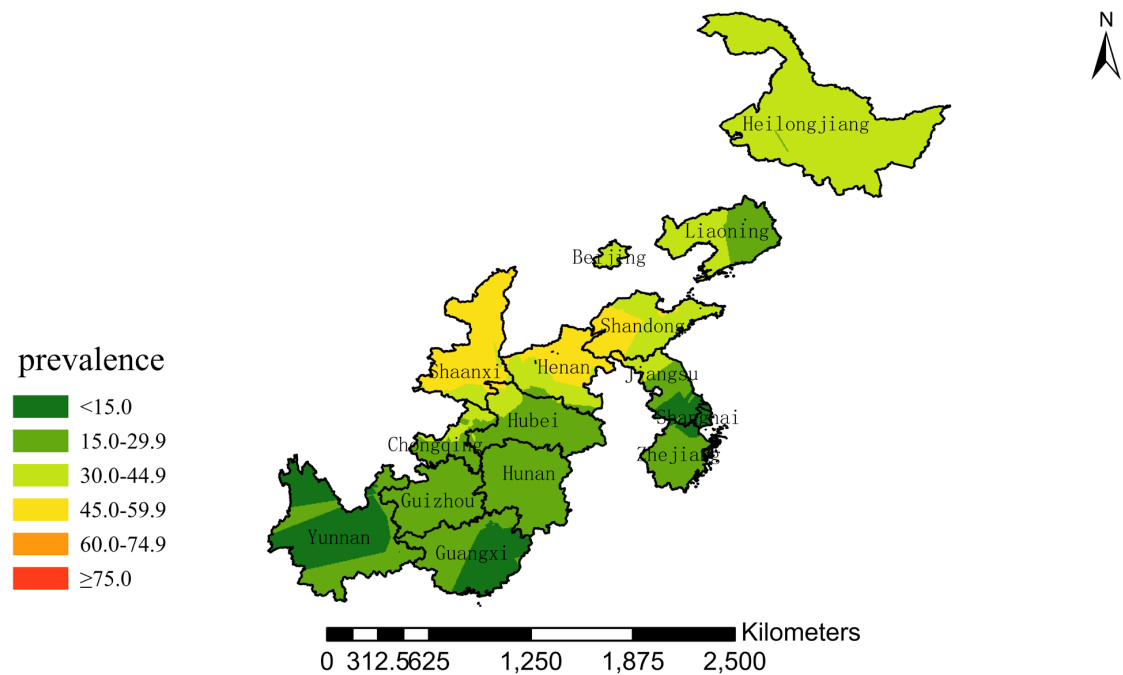 N
Heilongjiang
Liaoning
Beijing
Shandong
prevalence
Shaanxi
Henan
Jiangsu
<15.0
Shanghai
Hubei
15.0-29.9
Chongqing
Zhejiang
30.0-44.9
Hunan
Guizhou
45.0-59.9
Yunnan
60.0-74.9
Guangxi
≥75.0
Kilometers
0 312.5625 1,250 1,875 2,500